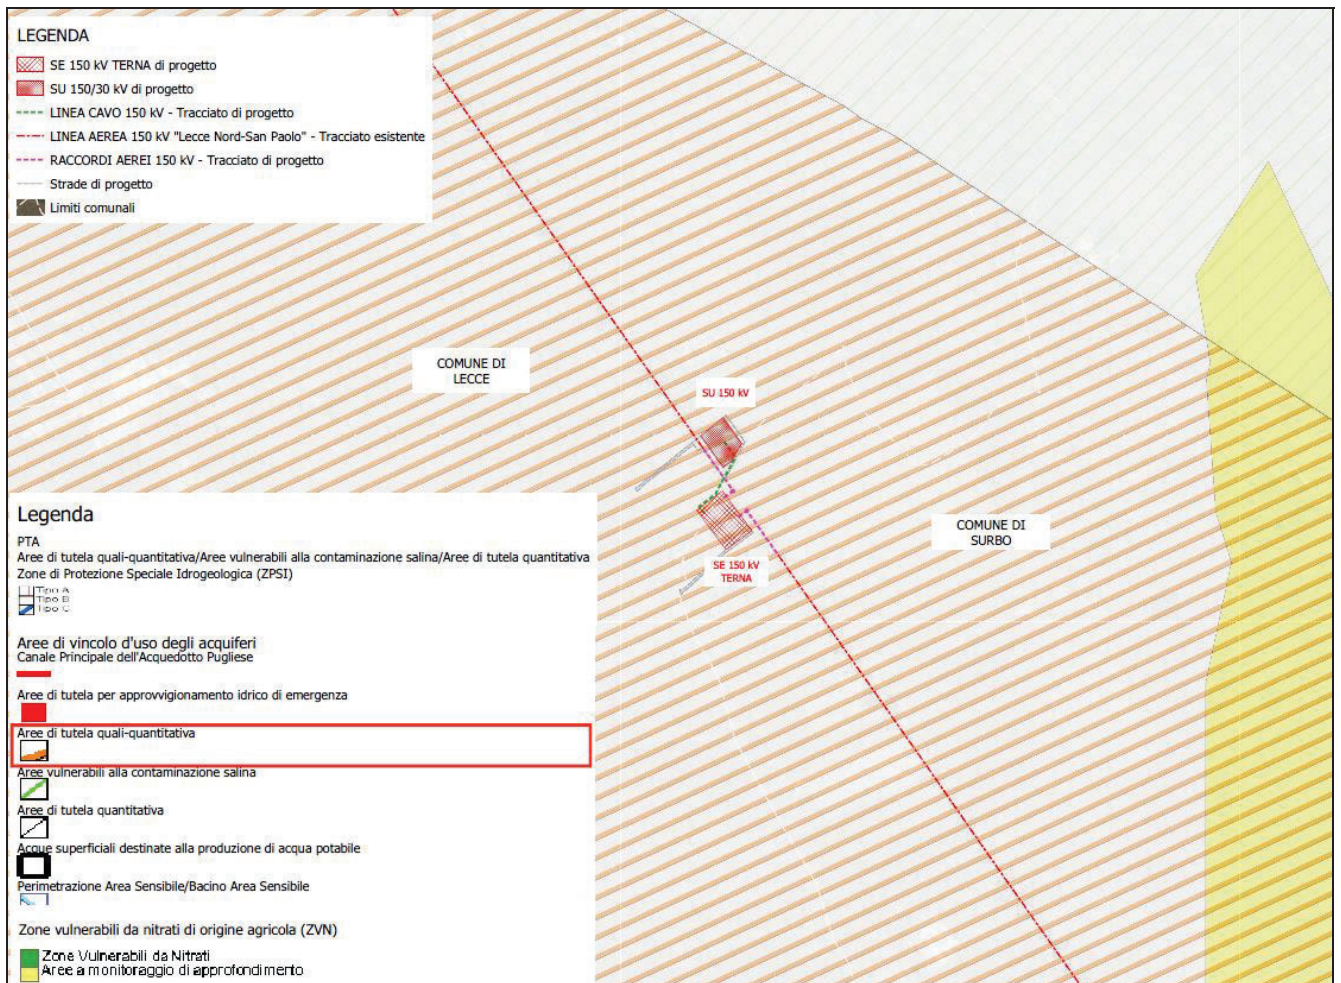 LEGENDA
SE 150 kV TERNA di progetto
SU 150/30 kV di progetto
LINEA CAVO 150 kV - Tracciato di progetto
LINEA AEREA 150 kV "Lecce Nord-San Paolo" - Tracciato esistente
RACCORDI AEREI 150 kV - Tracciato di progetto
Strade di progetto
Limiti comunali
COMUNE DI
LECCE
SU 150 kV
COMUNE DI
SURBO
SE 150 kV
TERNA
Legenda
PTA
Aree di tutela quali-quantitativa/Aree vulnerabili alla contaminazione salina/Aree di tutela quantitativa
Zone di Protezione Speciale Idrogeologica (ZPSI)
Tipo A
Tipo B
Tipo C
Aree di vincolo d'uso degli acquiferi
Canale Principale dell'Acquedotto Pugliese
Aree di tutela per approvvigionamento idrico di emergenza
Aree di tutela quali-quantitativa
Aree vulnerabili alla contaminazione salina
Aree di tutela quantitativa
Acque superficiali destinate alla produzione di acqua potabile
Perimetrazione Area Sensibile/Bacino Area Sensibile
Zone vulnerabili da nitrati di origine agricola (ZVN)
Zone Vulnerabili da Nitrati
Aree a monitoraggio di approfondimento